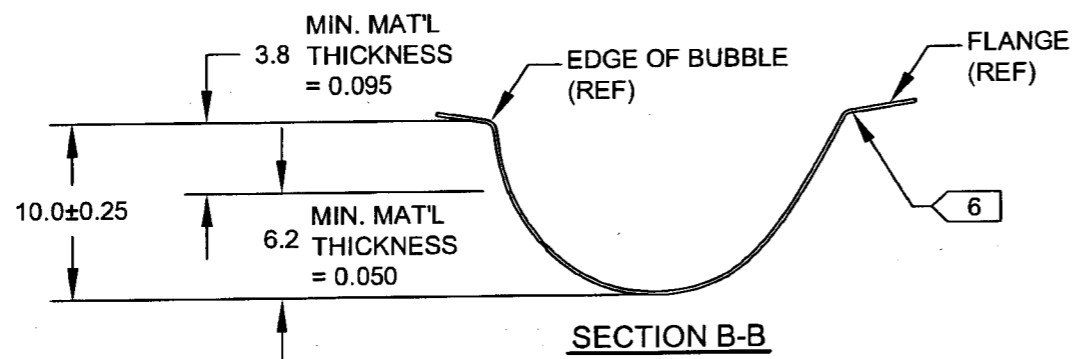 MIN. MAT'L
3.8 THICKNESS
= 0.095
EDGE OF BUBBLE
(REF)
FLANGE
(REF)
10.0±0.25
MIN. MAT'L
6.2 THICKNESS
= 0.050
6
SECTION B-B